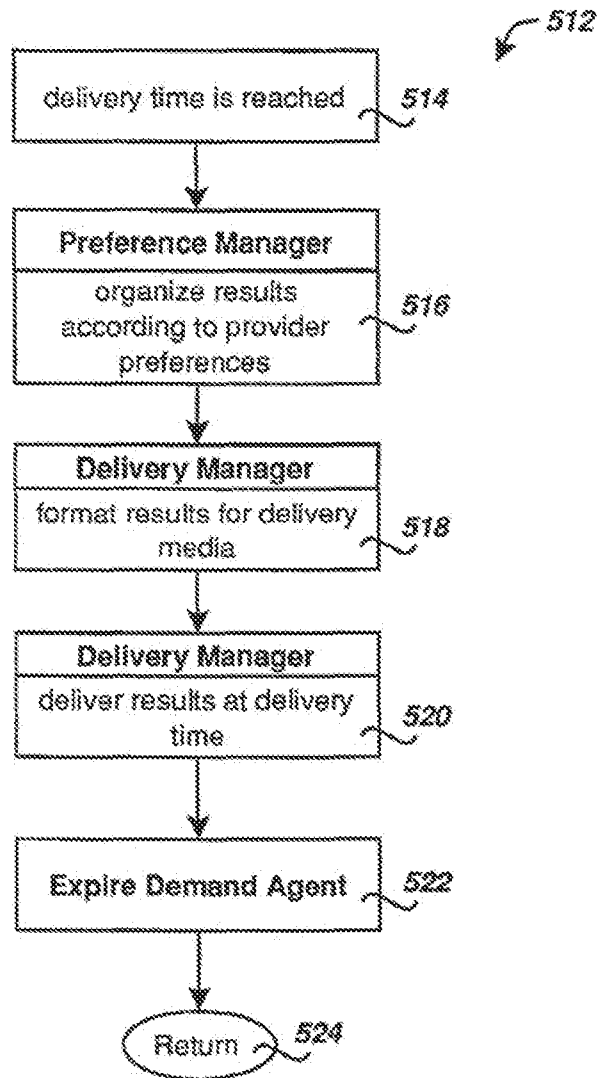 512
delivery time is reached
514
Preference Manager
organize results
according to provider
preferences
516
Delivery Manager
format results for delivery
media
518
Delivery Manager
deliver results at delivery
time
520
Expire Demand Agent
522
Return
524